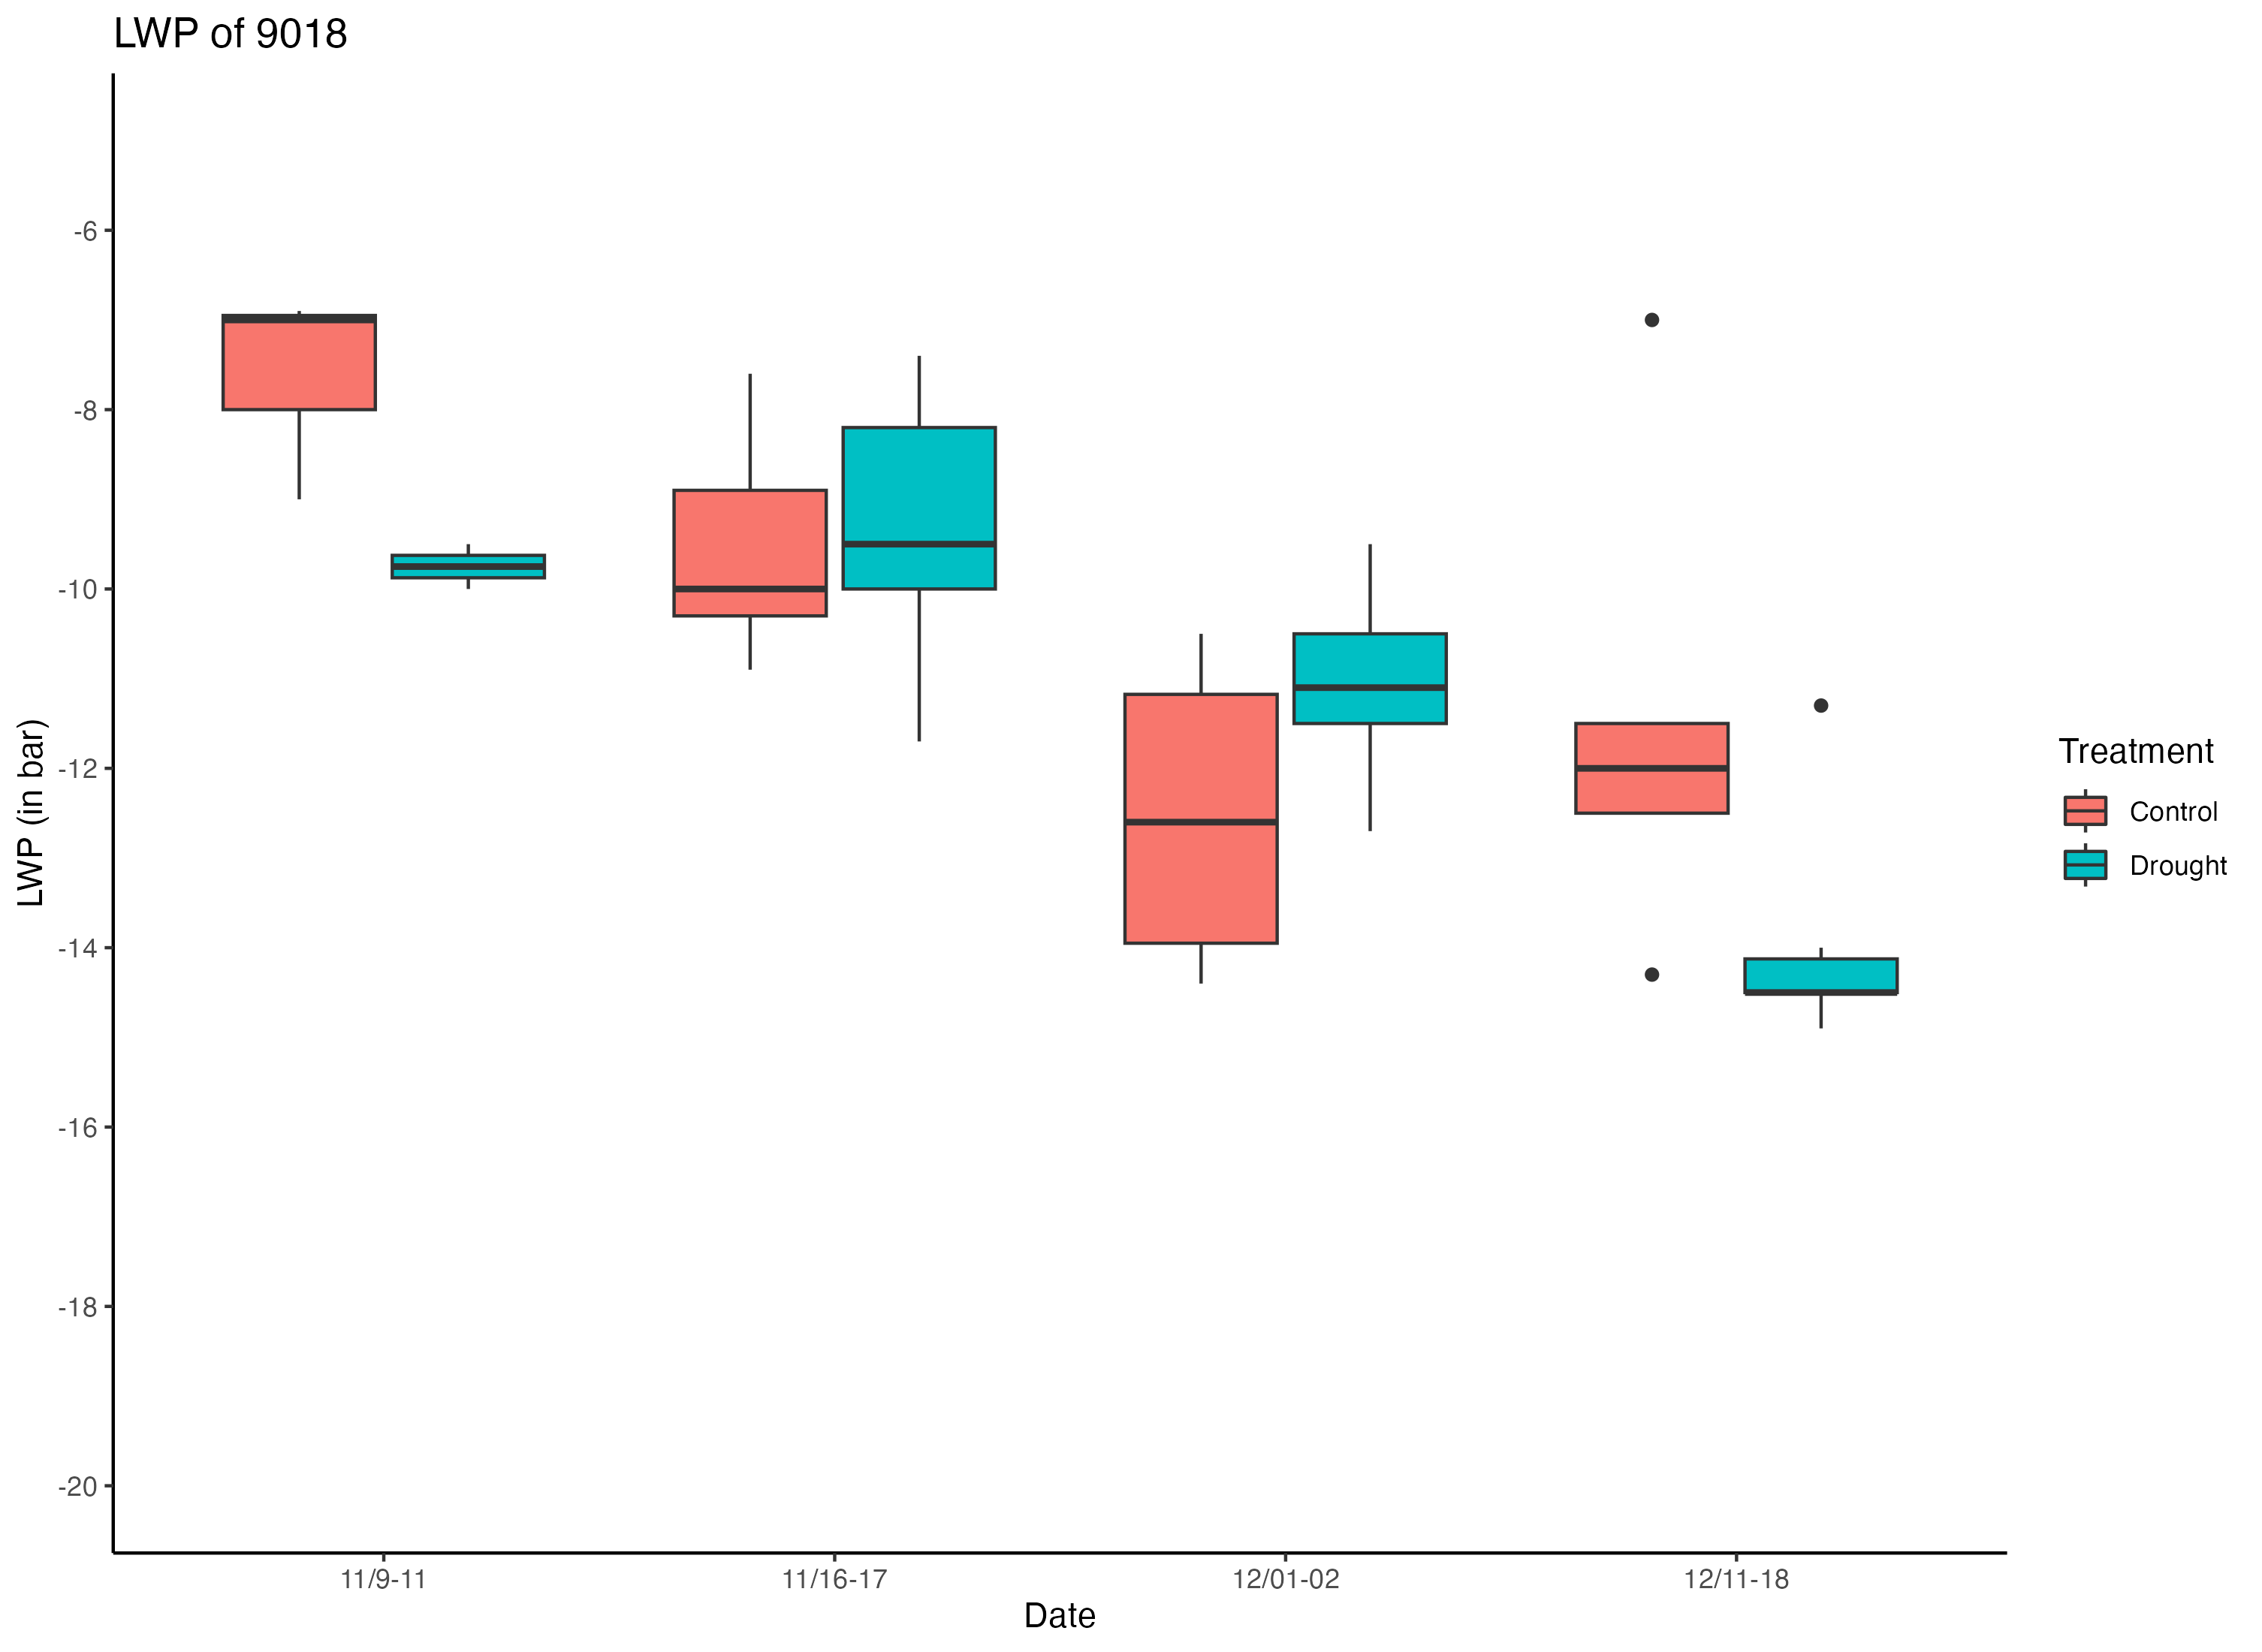 LWP of 9018
LWP (in bar)
-6
-8
-10
-12
-14
-16
-18
-20
11/9-11
11/16-17
12/01-02
12/11-18
Date
Treatment
Control
Drought